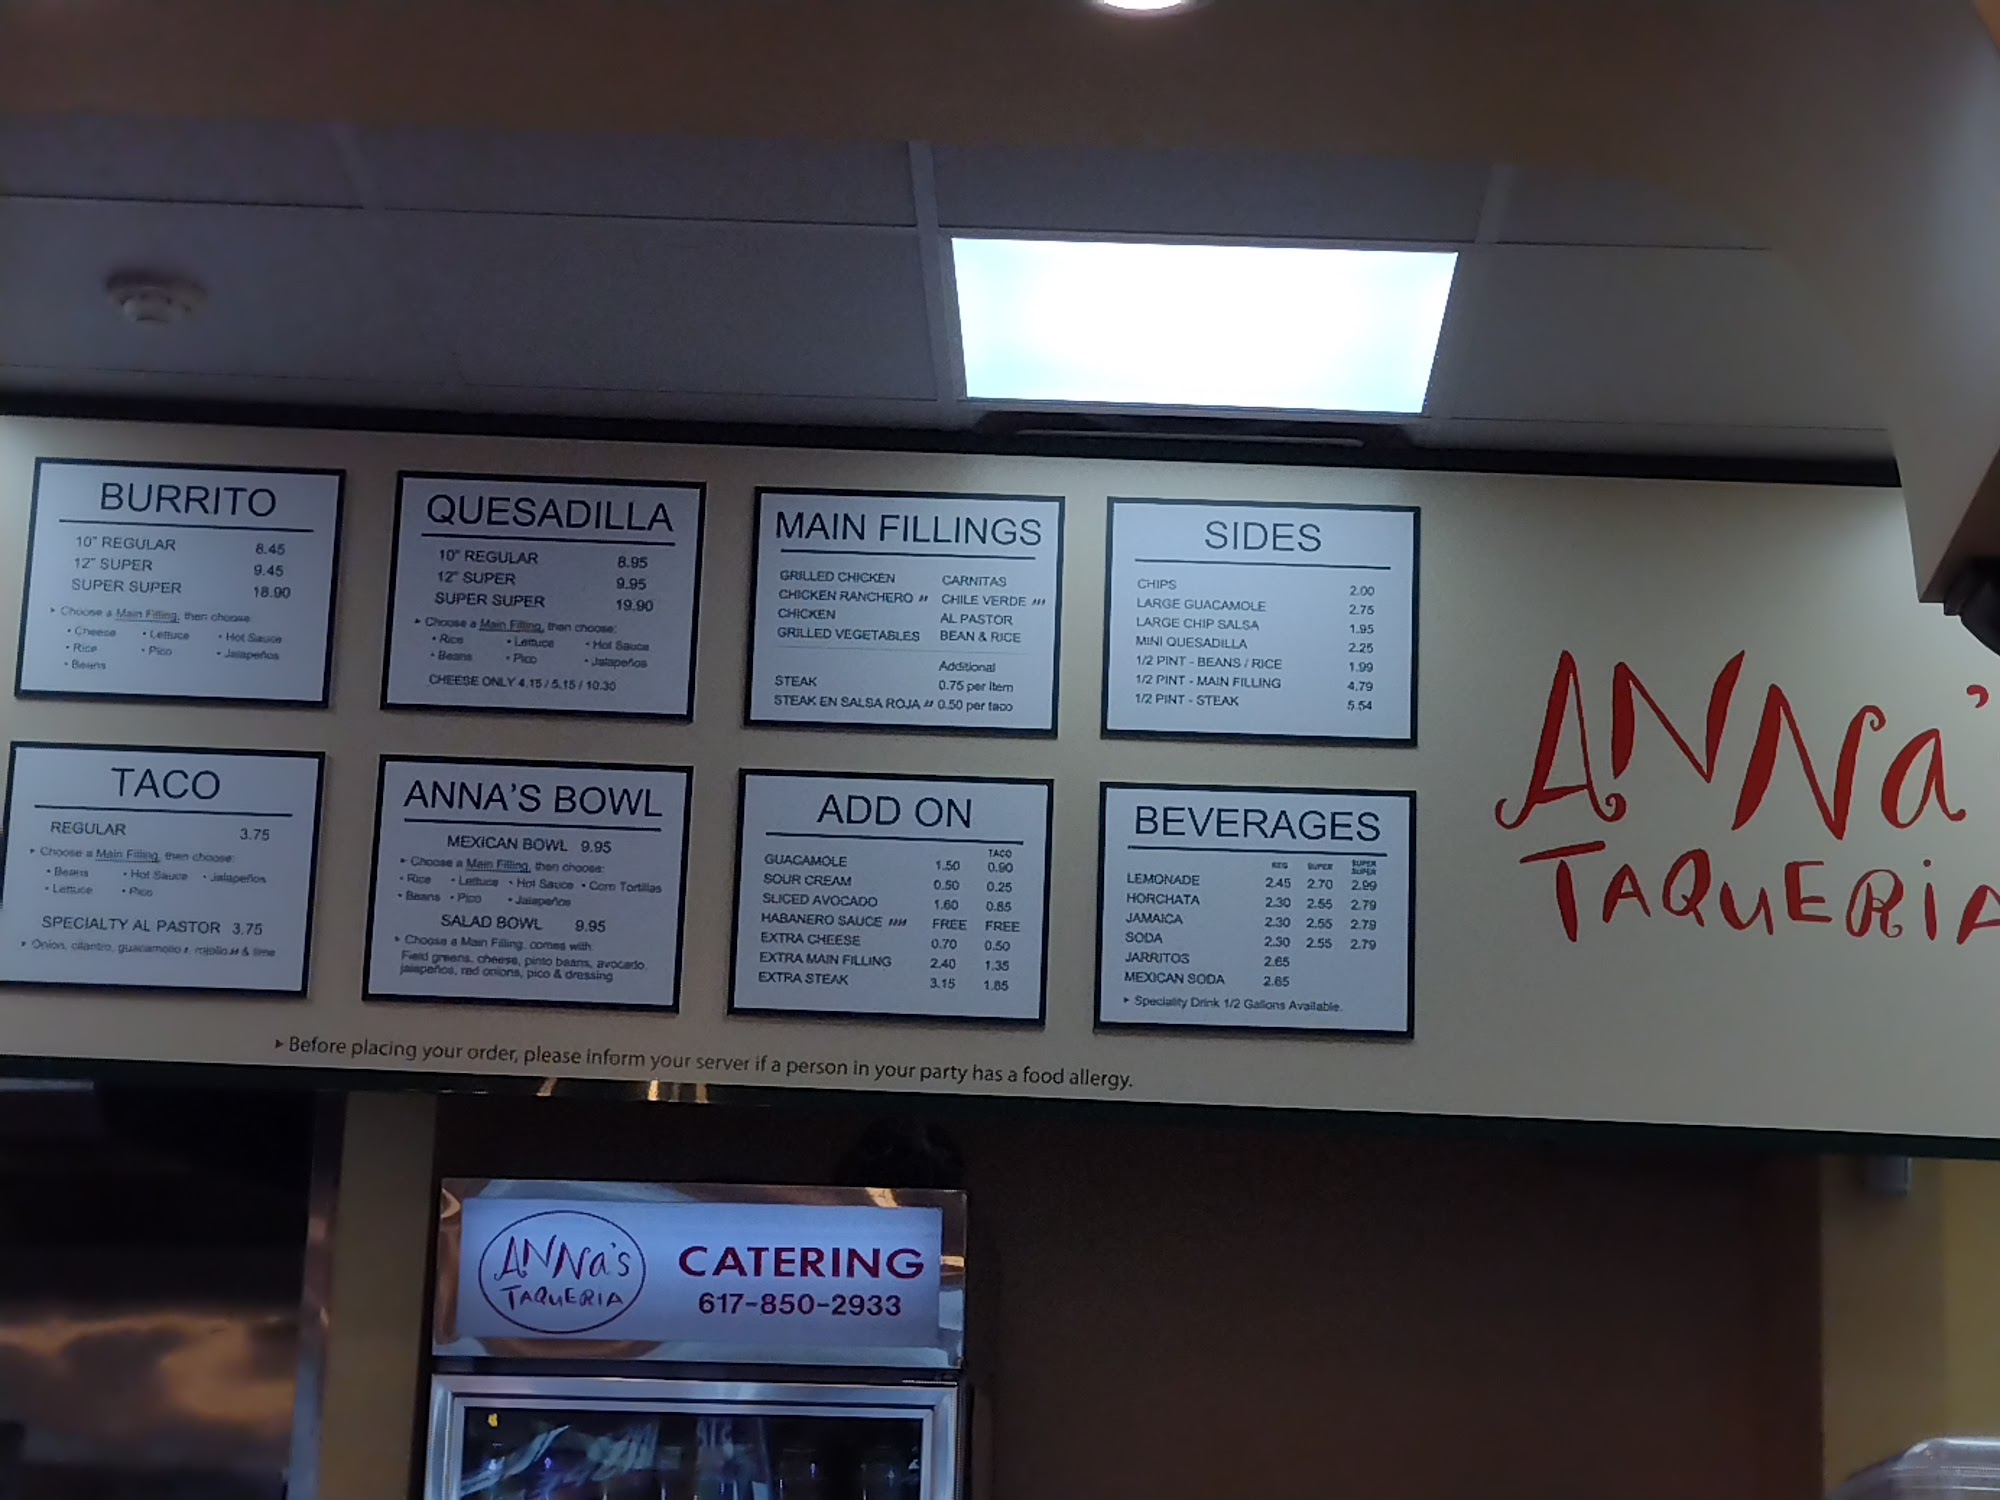 BURRITO
10" REGULAR 8.45
12" SUPER 9.45
SUPER SUPER 18.90
▸ Choose a Main Filling, then choose:
• Cheese • Lettuce • Hot Sauce
• Rice • Pico • Jalapeños
• Beans
QUESADILLA
10" REGULAR 8.95
12" SUPER 9.95
SUPER SUPER 19.90
▸ Choose a Main Filling, then choose:
• Rice • Lettuce • Hot Sauce
• Beans • Pico • Jalapeños
CHEESE ONLY 4.15 / 5.15 / 10.30
MAIN FILLINGS
GRILLED CHICKEN CARNITAS
CHICKEN RANCHERO CHILE VERDE
CHICKEN AL PASTOR
GRILLED VEGETABLES BEAN & RICE
Additional
STEAK 0.75 per item
STEAK EN SALSA ROJA 0.50 per taco
SIDES
CHIPS 2.00
LARGE GUACAMOLE 2.75
LARGE CHIP SALSA 1.95
MINI QUESADILLA 2.25
1/2 PINT - BEANS / RICE 1.99
1/2 PINT - MAIN FILLING 4.79
1/2 PINT - STEAK 5.54
TACO
REGULAR 3.75
▸ Choose a Main Filling, then choose:
• Beans • Hot Sauce • Jalapeños
• Lettuce • Pico
SPECIALTY AL PASTOR 3.75
▸ Onion, cilantro, guacamole, & lime
ANNA'S BOWL
MEXICAN BOWL 9.95
▸ Choose a Main Filling, then choose:
• Rice • Lettuce • Hot Sauce • Corn Tortillas
• Beans • Pico • Jalapeños
SALAD BOWL 9.95
▸ Choose a Main Filling, comes with:
Field greens, cheese, pinto beans, avocado,
jalapeños, red onions, pico & dressing
ADD ON
TACO
GUACAMOLE 1.50 0.90
SOUR CREAM 0.50 0.25
SLICED AVOCADO 1.60 0.85
HABANERO SAUCE FREE FREE
EXTRA CHEESE 0.70 0.50
EXTRA MAIN FILLING 2.40 1.35
EXTRA STEAK 3.15 1.85
BEVERAGES
REG SUPER SUPER SUPER
LEMONADE 2.45 2.70 2.99
HORCHATA 2.30 2.55 2.79
JAMAICA 2.30 2.55 2.79
SODA 2.30 2.55 2.79
JARRITOS 2.65
MEXICAN SODA 2.65
▸ Speciality Drink 1/2 Gallons Available.
ANNa'
TAQUERIA
▸ Before placing your order, please inform your server if a person in your party has a food allergy.
ANNa's
TAQUERIA
CATERING
617-850-2933